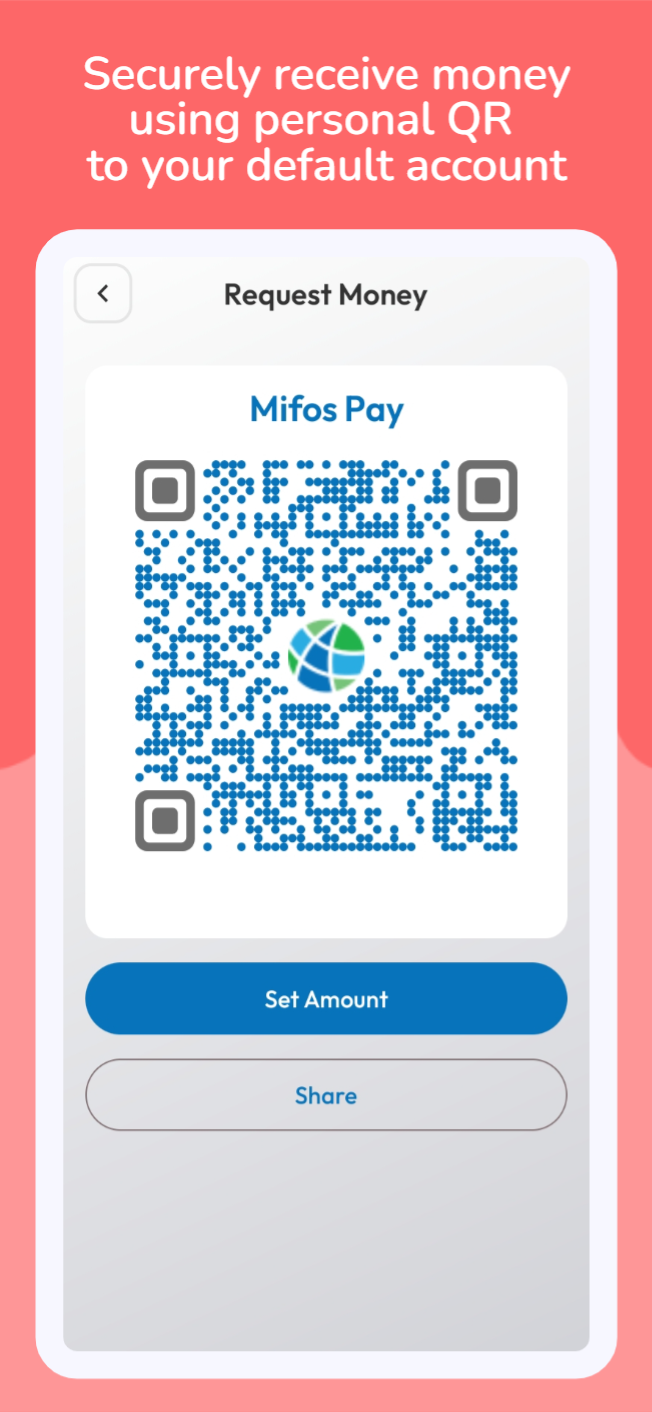 Securely receive money
using personal QR
to your default account
Request Money
Mifos Pay
Set Amount
Share